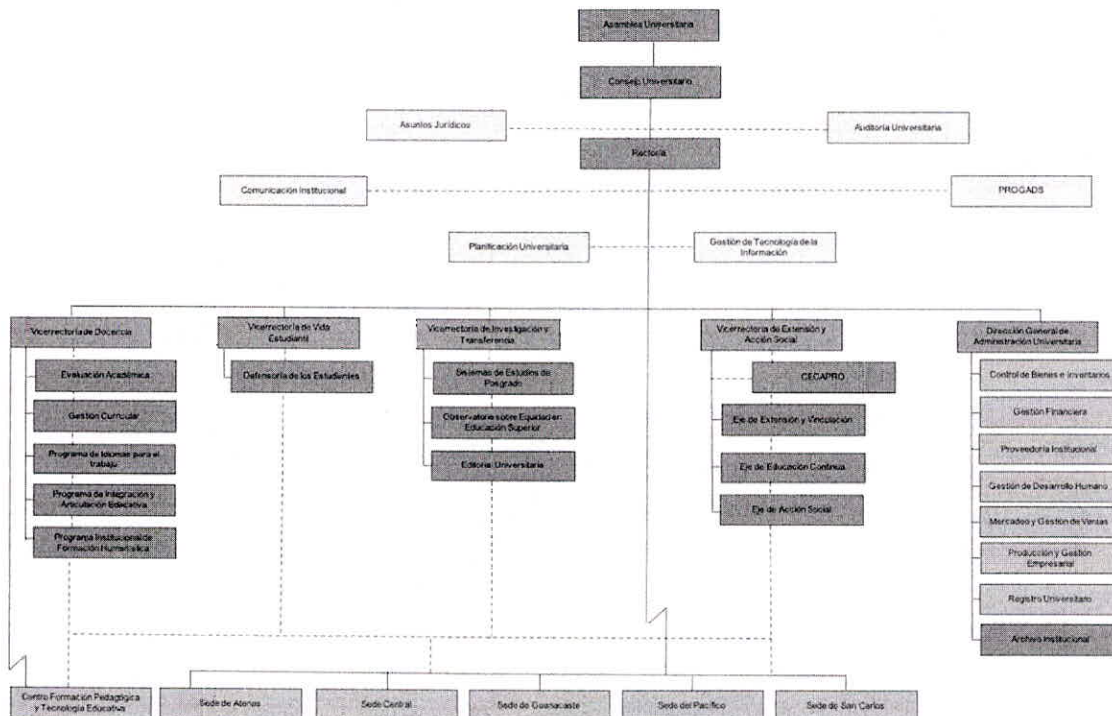 Asamblea Universitaria
Consejo Universitario
Asuntos Jurídicos
Auditoría Universitaria
Rectoría
Comunicación Institucional
PROGADS
Planificación Universitaria
Gestión de Tecnología de la
Información
Vicerrectoría de Docencia
Vicerrectoría de Vida
Estudiantil
Vicerrectoría de Investigación y
Transferencia
Vicerrectoría de Extensión y
Acción Social
Dirección General de
Administración Universitaria
Evaluación Académica
Gestión Curricular
Programa de Idiomas para el
trabajo
Programa de Integración y
Articulación Educativa
Programa Institucional de
Formación Humanística
Defensoría de los Estudiantes
Sistemas de Estudios de
Posgrado
Observatorio sobre Equidad en
Educación Superior
Editorial Universitaria
CECAPRO
Eje de Extensión y Vinculación
Eje de Educación Continua
Eje de Acción Social
Control de Bienes e Inventarios
Gestión Financiera
Proveeduría Institucional
Gestión de Desarrollo Humano
Mercadeo y Gestión de Ventas
Producción y Gestión
Empresarial
Registro Universitario
Archivo Institucional
Centro Formación Pedagógica
y Tecnología Educativa
Sede de Atenas
Sede Central
Sede de Guanacaste
Sede del Pacífico
Sede de San Carlos